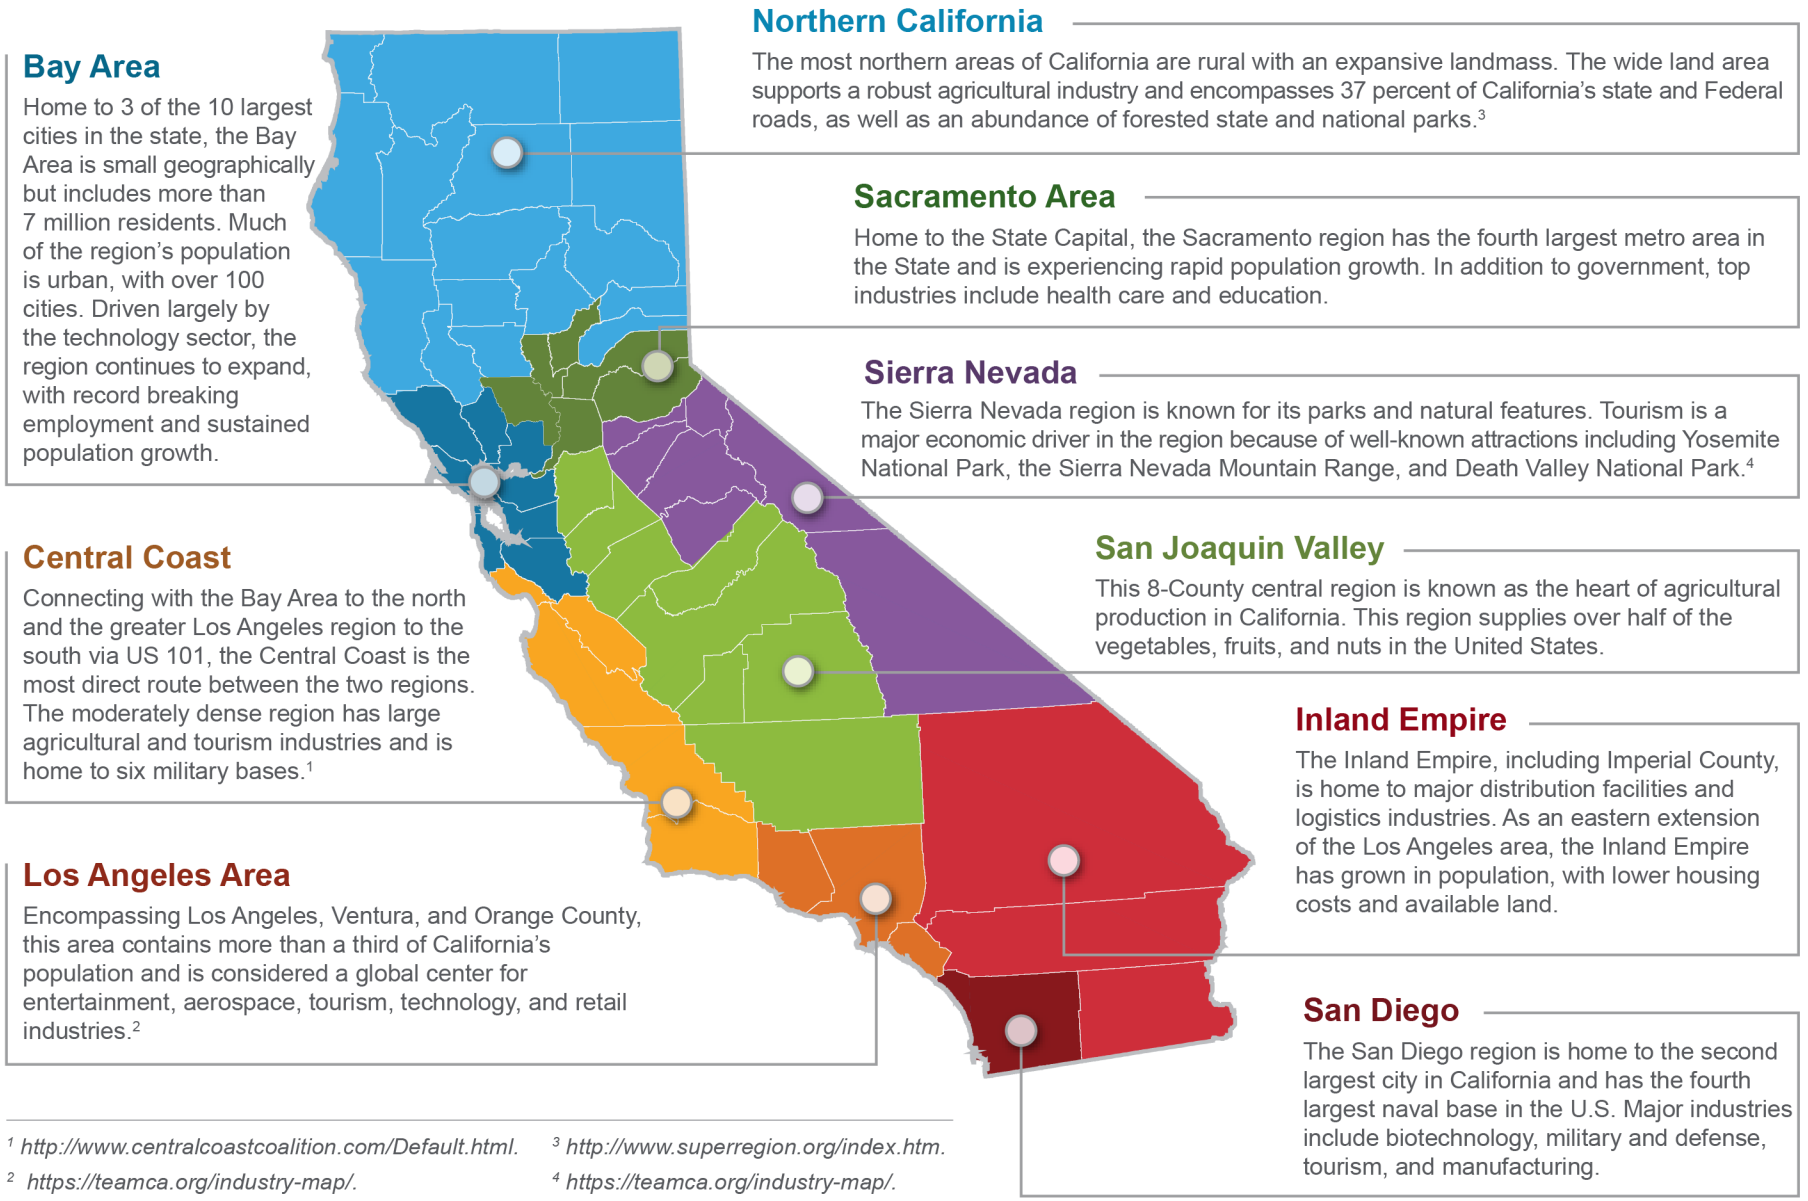 Northern California
The most northern areas of California are rural with an expansive landmass. The wide land area
supports a robust agricultural industry and encompasses 37 percent of California’s state and Federal
roads, as well as an abundance of forested state and national parks.3
Bay Area
Home to 3 of the 10 largest
cities in the state, the Bay
Area is small geographically
but includes more than
7 million residents. Much
of the region’s population
is urban, with over 100
cities. Driven largely by
the technology sector, the
region continues to expand,
with record breaking
employment and sustained
population growth.
Sacramento Area
Home to the State Capital, the Sacramento region has the fourth largest metro area in
the State and is experiencing rapid population growth. In addition to government, top
industries include health care and education.
Sierra Nevada
The Sierra Nevada region is known for its parks and natural features. Tourism is a
major economic driver in the region because of well-known attractions including Yosemite
National Park, the Sierra Nevada Mountain Range, and Death Valley National Park.4
Central Coast
Connecting with the Bay Area to the north
and the greater Los Angeles region to the
south via US 101, the Central Coast is the
most direct route between the two regions.
The moderately dense region has large
agricultural and tourism industries and is
home to six military bases.1
San Joaquin Valley
This 8-County central region is known as the heart of agricultural
production in California. This region supplies over half of the
vegetables, fruits, and nuts in the United States.
Inland Empire
The Inland Empire, including Imperial County,
is home to major distribution facilities and
logistics industries. As an eastern extension
of the Los Angeles area, the Inland Empire
has grown in population, with lower housing
costs and available land.
Los Angeles Area
Encompassing Los Angeles, Ventura, and Orange County,
this area contains more than a third of California’s
population and is considered a global center for
entertainment, aerospace, tourism, technology, and retail
industries.2
San Diego
The San Diego region is home to the second
largest city in California and has the fourth
largest naval base in the U.S. Major industries
include biotechnology, military and defense,
tourism, and manufacturing.
1 http://www.centralcoastcoalition.com/Default.html.
2 https://teamca.org/industry-map/.
3 http://www.superregion.org/index.htm.
4 https://teamca.org/industry-map/.